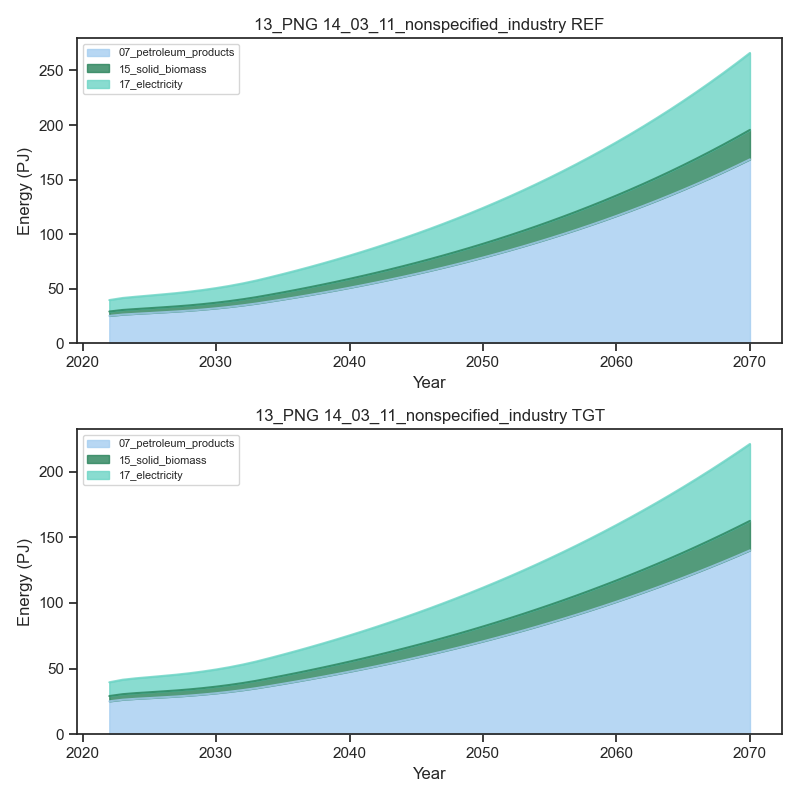 13_PNG 14_03_11_nonspecified_industry REF
07_petroleum_products
15_solid_biomass
17_electricity
Energy (PJ)
250
200
150
100
50
0
2020 2030 2040 2050 2060 2070
Year
13_PNG 14_03_11_nonspecified_industry TGT
07_petroleum_products
15_solid_biomass
17_electricity
Energy (PJ)
200
150
100
50
0
2020 2030 2040 2050 2060 2070
Year